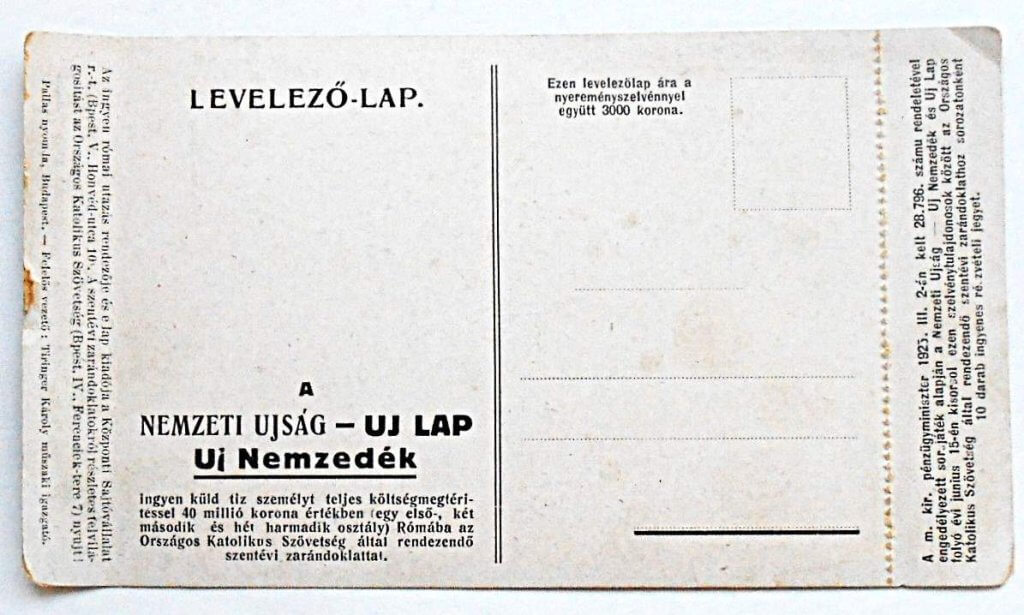 LEVELEZŐ-LAP.
A
NEMZETI UJSÁG – UJ LAP
Uj Nemzedék
Ingyen küld tiz személyt teljes költségmegtéri-
téssel 40 millió korona értékben (egy első-, két
második és hét harmadik osztály) Rómába az
Országos Katolikus Szövetség által rendezendő
szentévi zarándoklattal.
Ezen levelezőlap ára a
nyereményszelvénnyel
együtt 3000 korona.
Az ingyen római utazás rendezője és e lap kiadója a Központi Sajtóvállalat
r.-t. (Bpest, V., Honvéd-utca 10). A szentévi zarándoklatokról részletes felvilá-
gositást az Országos Katolikus Szövetség (Bpest, IV., Ferenciek-tere 7) nyujt!
Pallas nyomda, Budapest. — Felelős vezető: Tiringer Károly műszaki igazgató.
A m. kir. pénzügyminiszter 1925. III. 2-án kelt 28.796. számu rendeletével
engedélyezett sorsjáték alapján a Nemzeti Ujság — Uj Nemzedék és Uj Lap
folyó évi junius 15-én kisorsol ezen szelvénytulajdonosok között az Országos
Katolikus Szövetség által rendezendő szentévi zarándoklathoz sorozatonként
10 darab ingyenes részvételi jegyet.